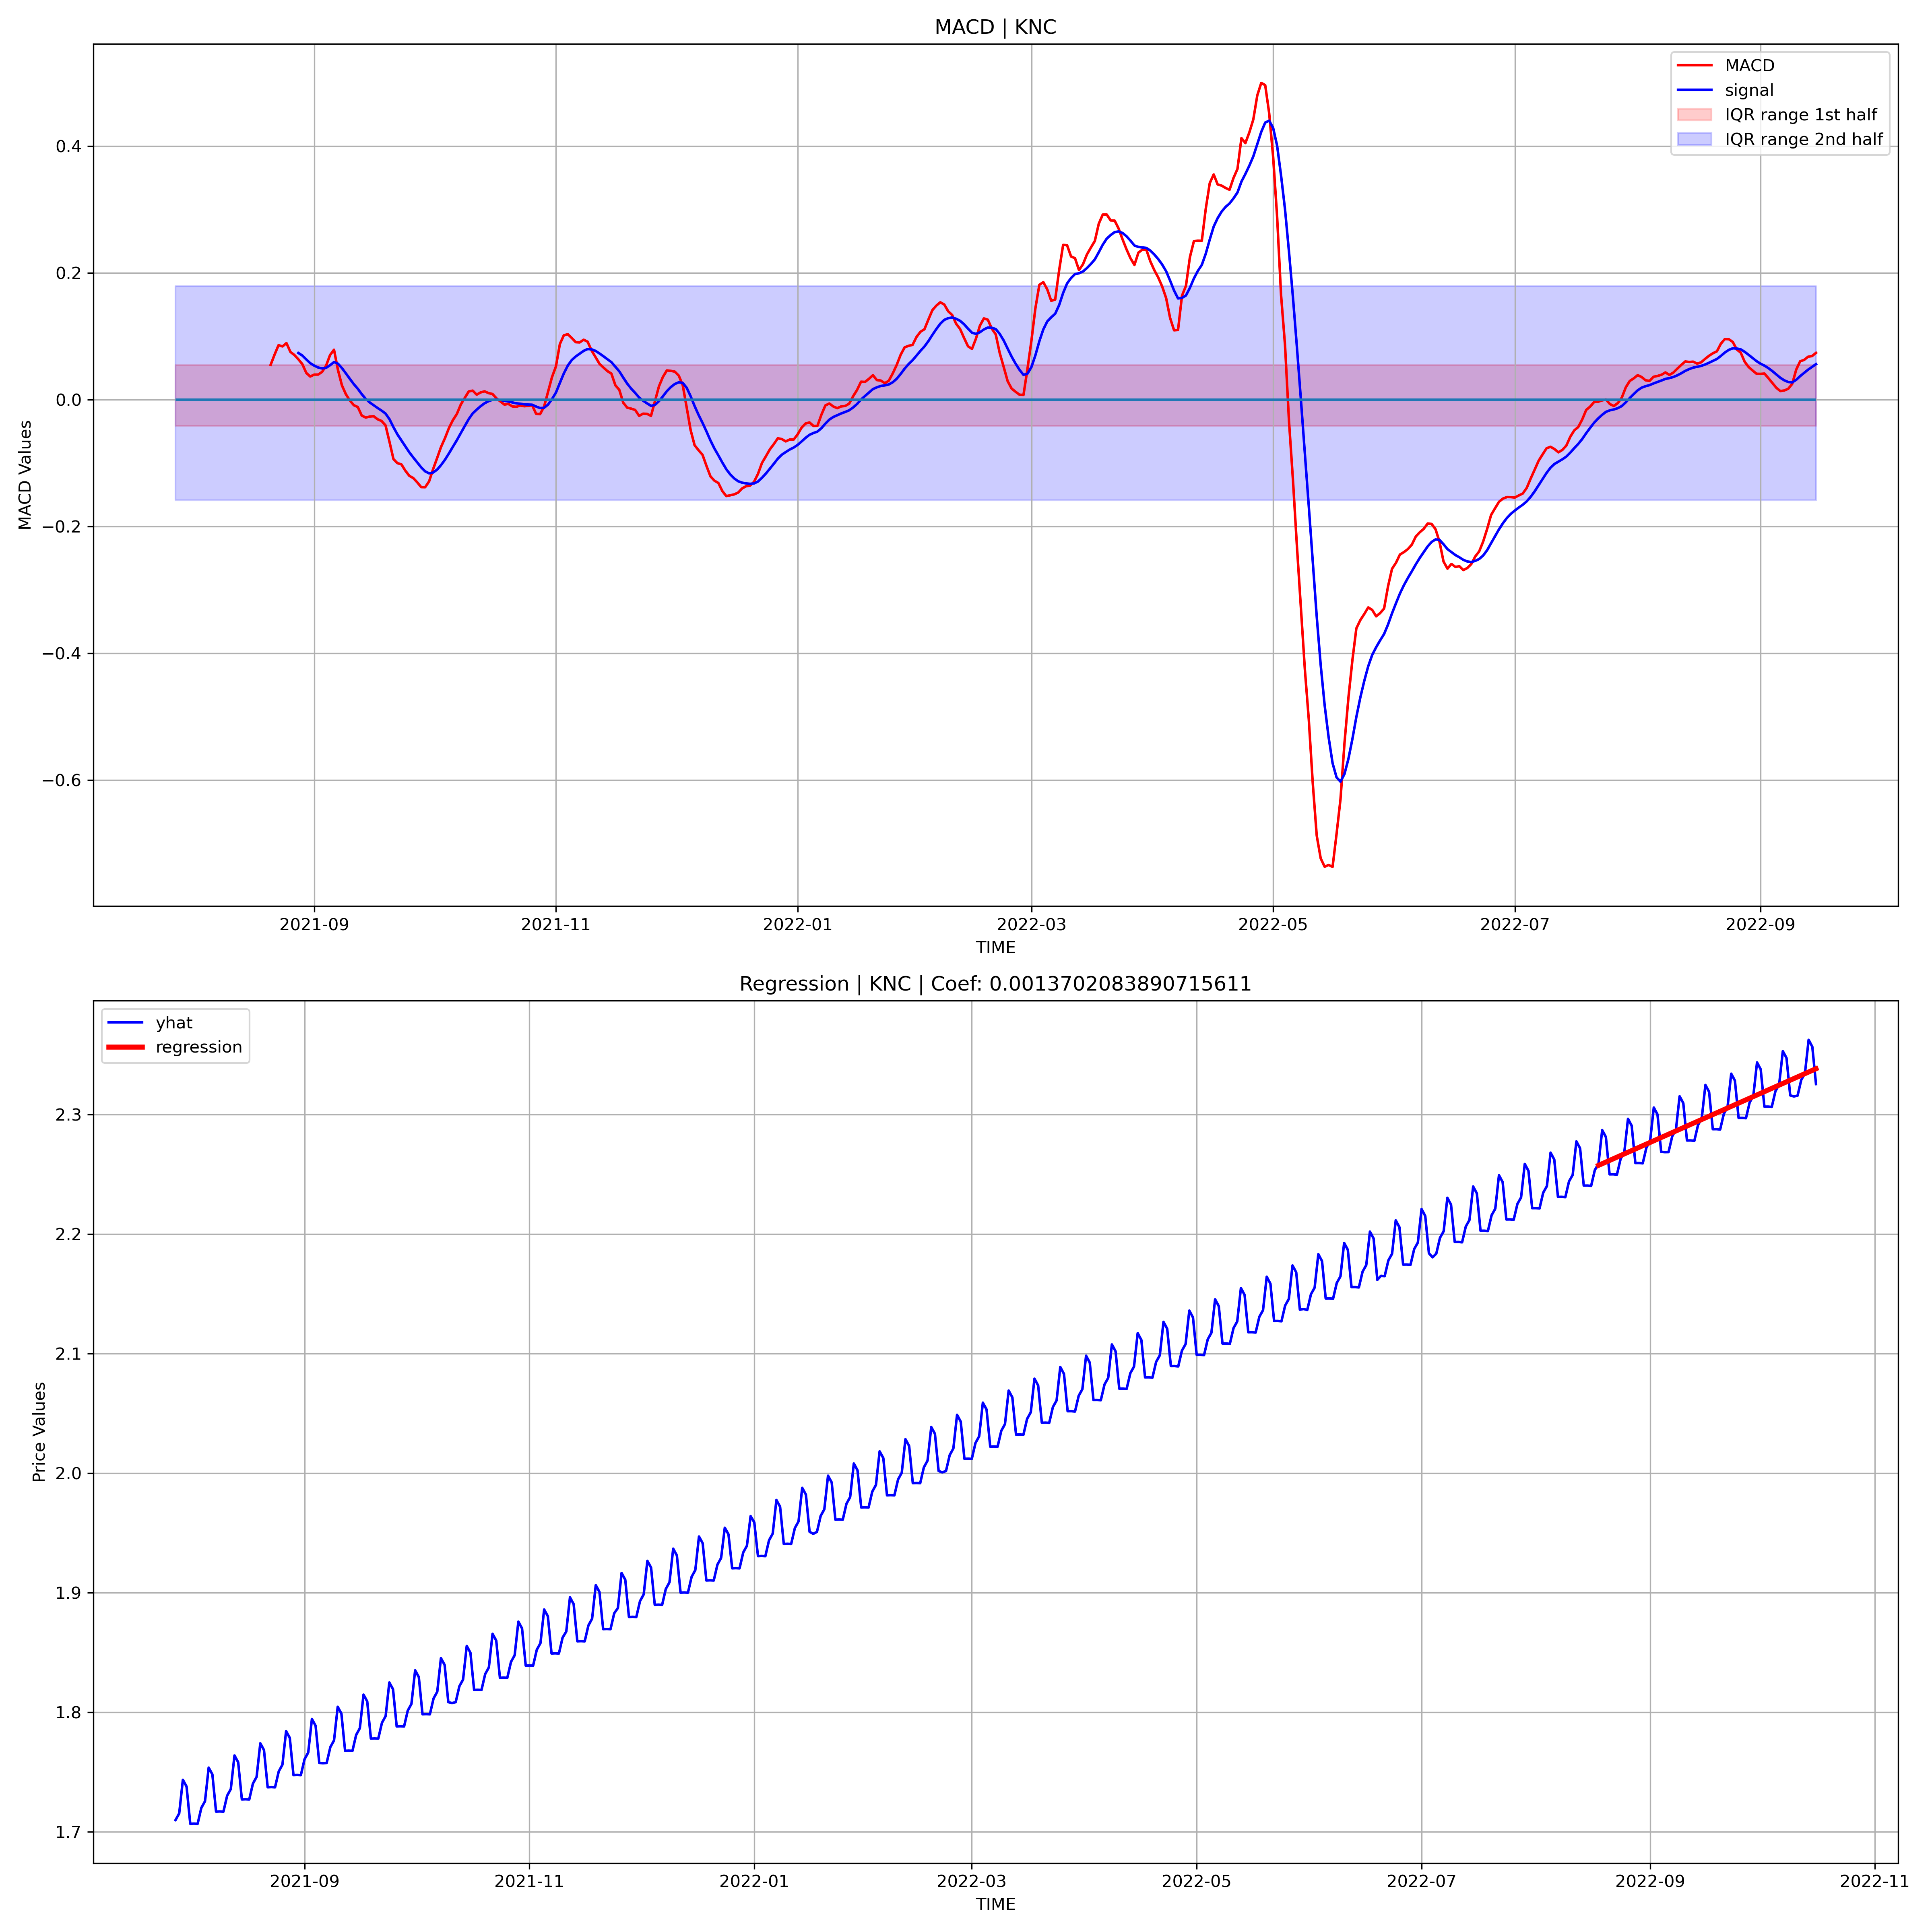 MACD | KNC
MACD
signal
IQR range 1st half
IQR range 2nd half
0.4
0.2
0.0
−0.2
−0.4
−0.6
MACD Values
2021-09 2021-11 2022-01 2022-03 2022-05 2022-07 2022-09
TIME
Regression | KNC | Coef: 0.0013702083890715611
yhat
regression
2.3
2.2
2.1
2.0
1.9
1.8
1.7
Price Values
2021-09 2021-11 2022-01 2022-03 2022-05 2022-07 2022-09 2022-11
TIME